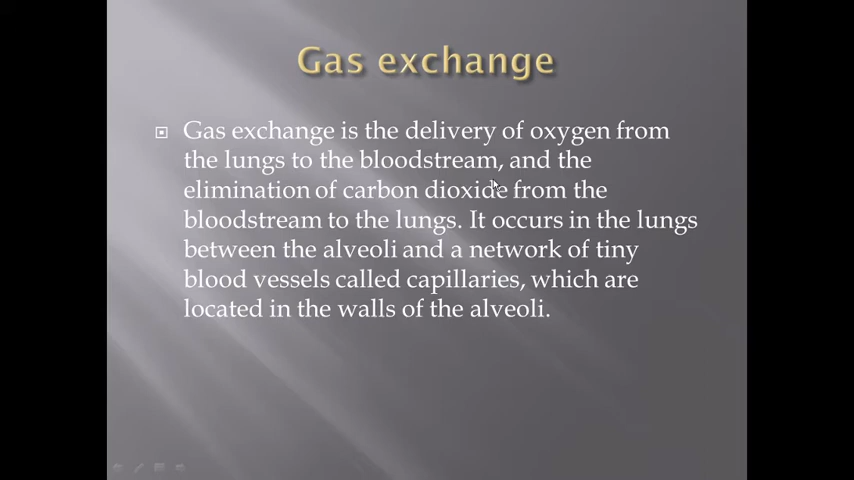 Gas exchange
Gas exchange is the delivery of oxygen from
the lungs to the bloodstream, and the
elimination of carbon dioxide from the
bloodstream to the lungs. It occurs in the lungs
between the alveoli and a network of tiny
blood vessels called capillaries, which are
located in the walls of the alveoli.